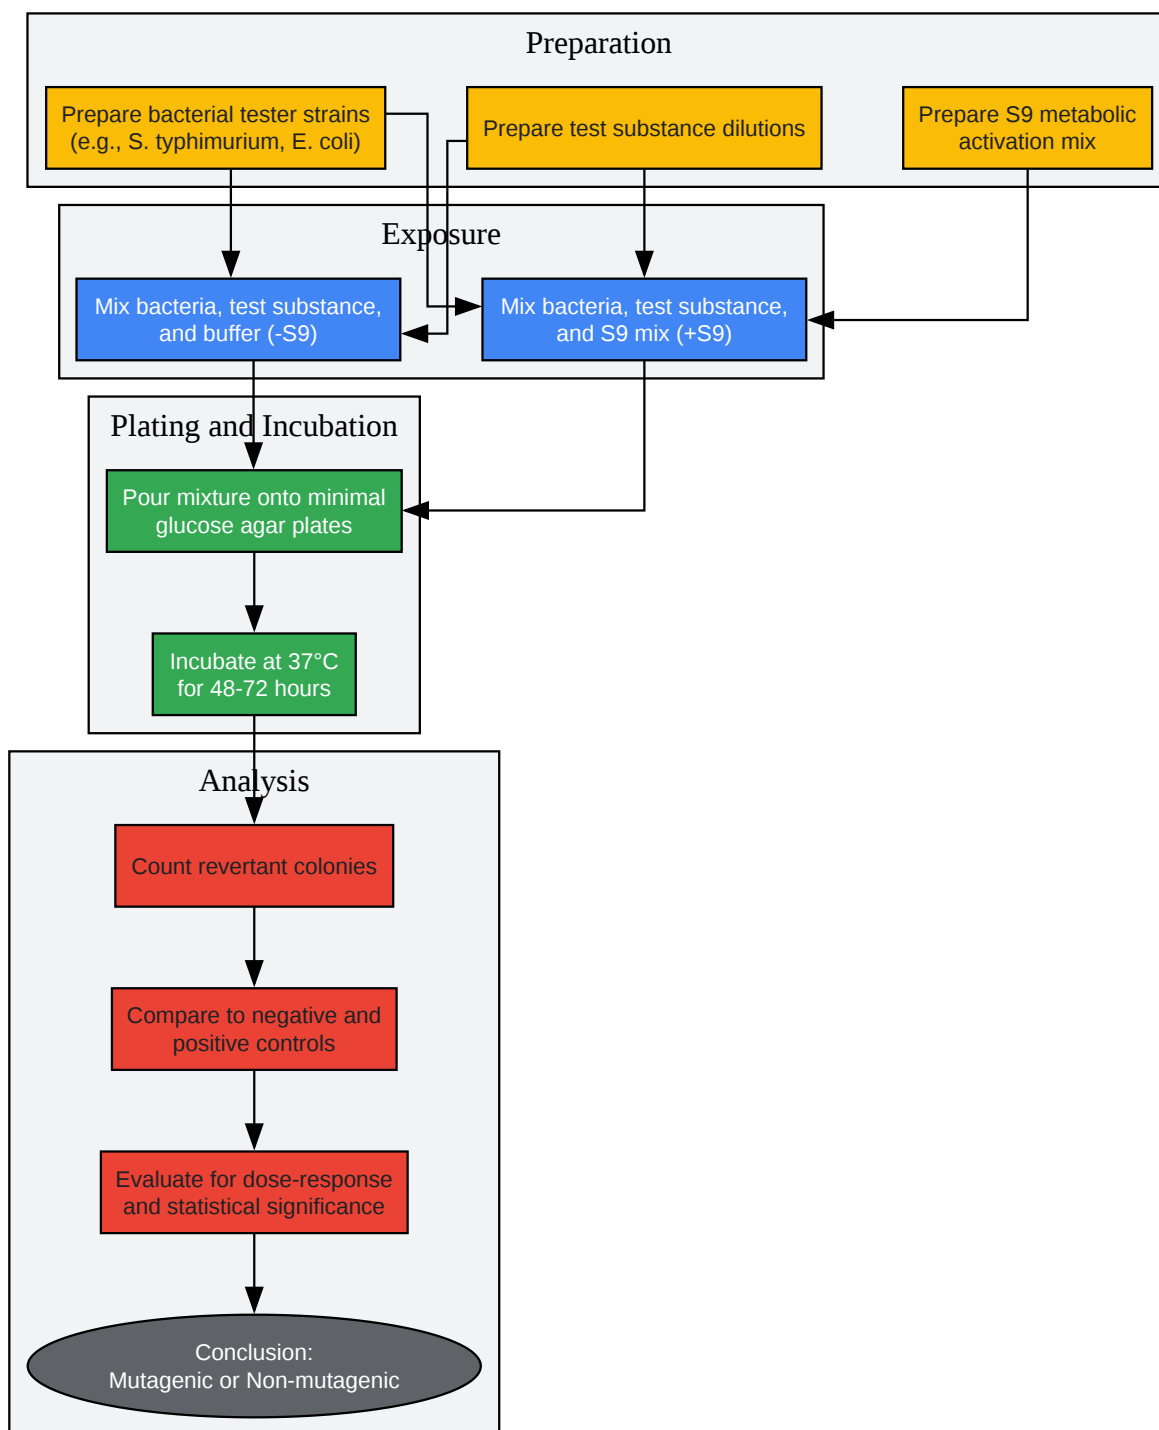 Preparation
Prepare bacterial tester strains
(e.g., S. typhimurium, E. coli)
Prepare test substance dilutions
Prepare S9 metabolic
activation mix
Exposure
Mix bacteria, test substance,
and buffer (-S9)
Mix bacteria, test substance,
and S9 mix (+S9)
Plating and Incubation
Pour mixture onto minimal
glucose agar plates
Incubate at 37°C
for 48-72 hours
Analysis
Count revertant colonies
Compare to negative and
positive controls
Evaluate for dose-response
and statistical significance
Conclusion:
Mutagenic or Non-mutagenic